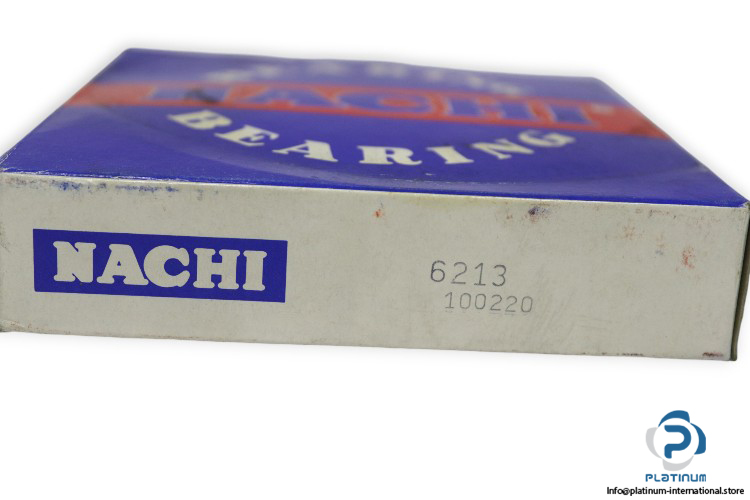 NACHI
BEARING
NACHI
6213
100220
PLATINUM
Info@platinum-international.store